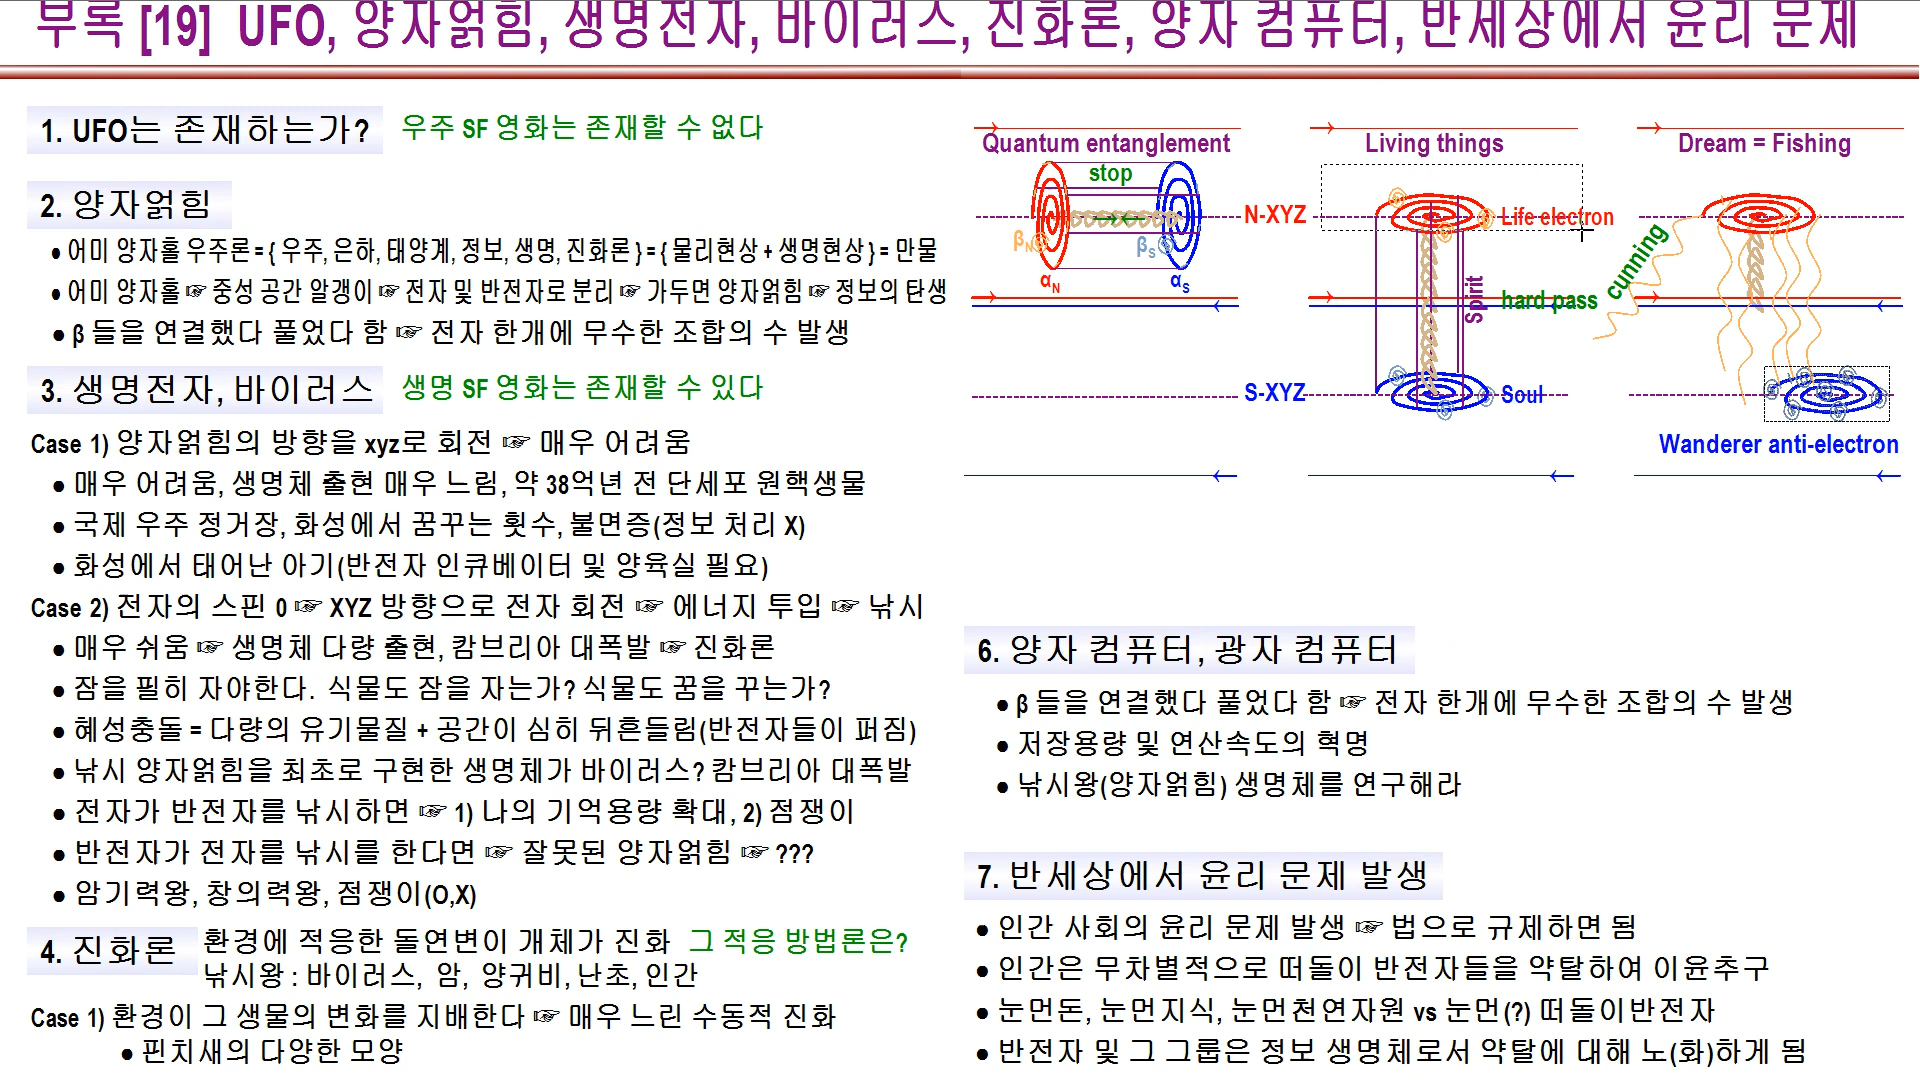 부록 [19]  UFO, 양자얽힘, 생명전자, 바이러스, 진화론, 양자 컴퓨터, 반세상에서 윤리 문제
1. UFO는 존재하는가? 우주 SF 영화는 존재할 수 없다
2. 양자얽힘
● 어미 양자홀 우주론 = { 우주, 은하, 태양계, 정보, 생명, 진화론 } = { 물리현상 + 생명현상 } = 만물
● 어미 양자홀 ☞ 중성 공간 알갱이 ☞ 전자 및 반전자로 분리 ☞ 가두면 양자얽힘 ☞ 정보의 탄생
● β 들을 연결했다 풀었다 함 ☞ 전자 한개에 무수한 조합의 수 발생
3. 생명전자, 바이러스 생명 SF 영화는 존재할 수 있다
Case 1) 양자얽힘의 방향을 xyz로 회전 ☞ 매우 어려움
● 매우 어려움, 생명체 출현 매우 느림, 약 38억년 전 단세포 원핵생물
● 국제 우주 정거장, 화성에서 꿈꾸는 횟수, 불면증(정보 처리 X)
● 화성에서 태어난 아기(반전자 인큐베이터 및 양육실 필요)
Case 2) 전자의 스핀 0 ☞ XYZ 방향으로 전자 회전 ☞ 에너지 투입 ☞ 낚시
● 매우 쉬움 ☞ 생명체 다량 출현, 캄브리아 대폭발 ☞ 진화론
● 잠을 필히 자야한다. 식물도 잠을 자는가? 식물도 꿈을 꾸는가?
● 혜성충돌 = 다량의 유기물질 + 공간이 심히 뒤흔들림(반전자들이 퍼짐)
● 낚시 양자얽힘을 최초로 구현한 생명체가 바이러스? 캄브리아 대폭발
● 전자가 반전자를 낚시하면 ☞ 1) 나의 기억용량 확대, 2) 점쟁이
● 반전자가 전자를 낚시를 한다면 ☞ 잘못된 양자얽힘 ☞ ???
● 암기력왕, 창의력왕, 점쟁이(O,X)
4. 진화론 환경에 적응한 돌연변이 개체가 진화 그 적응 방법론은?
낚시왕 : 바이러스, 암, 양귀비, 난초, 인간
Case 1) 환경이 그 생물의 변화를 지배한다 ☞ 매우 느린 수동적 진화
● 핀치새의 다양한 모양
Quantum entanglement
stop
βN
βS
αN
αS
N-XYZ
S-XYZ
Living things
Life electron
Spirit
hard pass
Soul
Dream = Fishing
cunning
Wanderer anti-electron
6. 양자 컴퓨터, 광자 컴퓨터
● β 들을 연결했다 풀었다 함 ☞ 전자 한개에 무수한 조합의 수 발생
● 저장용량 및 연산속도의 혁명
● 낚시왕(양자얽힘) 생명체를 연구해라
7. 반세상에서 윤리 문제 발생
● 인간 사회의 윤리 문제 발생 ☞ 법으로 규제하면 됨
● 인간은 무차별적으로 떠돌이 반전자들을 약탈하여 이윤추구
● 눈먼돈, 눈먼지식, 눈먼천연자원 vs 눈먼(?) 떠돌이반전자
● 반전자 및 그 그룹은 정보 생명체로서 약탈에 대해 노(화)하게 됨